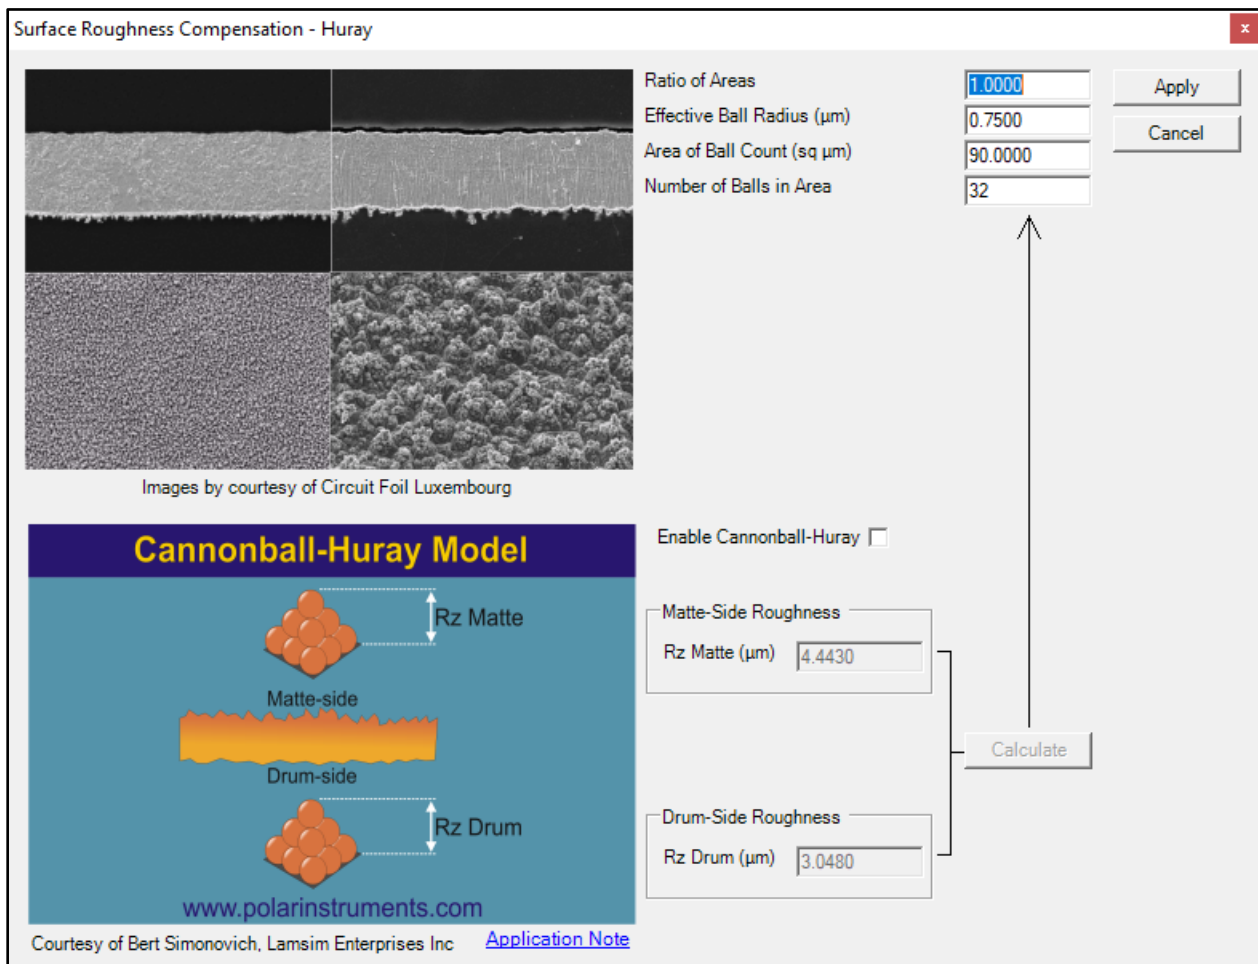 Surface Roughness Compensation - Huray
x
Ratio of Areas 1.0000 Apply
Effective Ball Radius (µm) 0.7500
Area of Ball Count (sq µm) 90.0000 Cancel
Number of Balls in Area 32
Images by courtesy of Circuit Foil Luxembourg
Cannonball-Huray Model
Rz Matte
Matte-side
Drum-side
Rz Drum
www.polarinstruments.com
Courtesy of Bert Simonovich, Lamsim Enterprises Inc Application Note
Enable Cannonball-Huray
Matte-Side Roughness
Rz Matte (µm) 4.4430
Calculate
Drum-Side Roughness
Rz Drum (µm) 3.0480